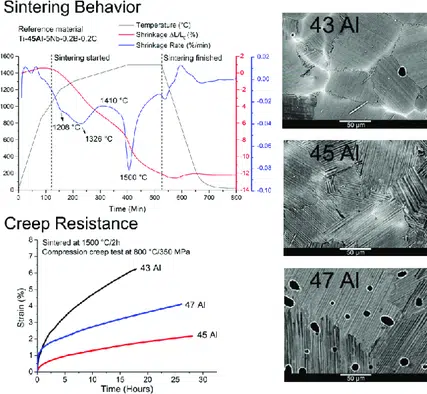 Sintering Behavior
Reference material
Ti-45Al-5Nb-0.2B-0.2C
Temperature (°C)
Shrinkage ΔL/L₀ (%)
Shrinkage Rate (%/min)
Sintering started
Sintering finished
1600
1400
1200
1000
800
600
400
200
0
1410 °C
1208 °C
1326 °C
1500 °C
2
0
-2
-4
-6
-8
-10
-12
-14
0.02
0.00
-0.02
-0.04
-0.06
-0.08
-0.10
0 100 200 300 400 500 600 700 800
Time (Min)
Creep Resistance
Sintered at 1500 °C/2h
Compression creep test at 800 °C/350 MPa
Strain (%)
8
7
6
5
4
3
2
1
0
43 Al
47 Al
45 Al
0 5 10 15 20 25 30
Time (Hours)
43 Al
50 µm
45 Al
50 µm
47 Al
50 µm